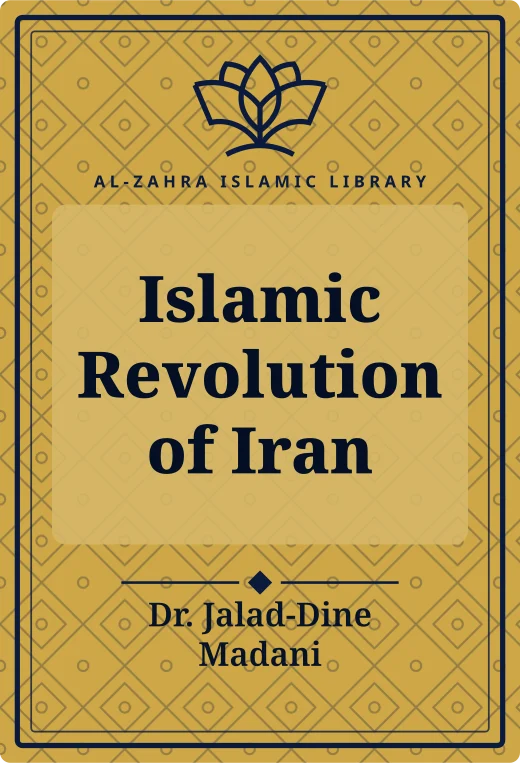 AL-ZAHRA ISLAMIC LIBRARY
Islamic
Revolution
of Iran
Dr. Jalad-Dine
Madani